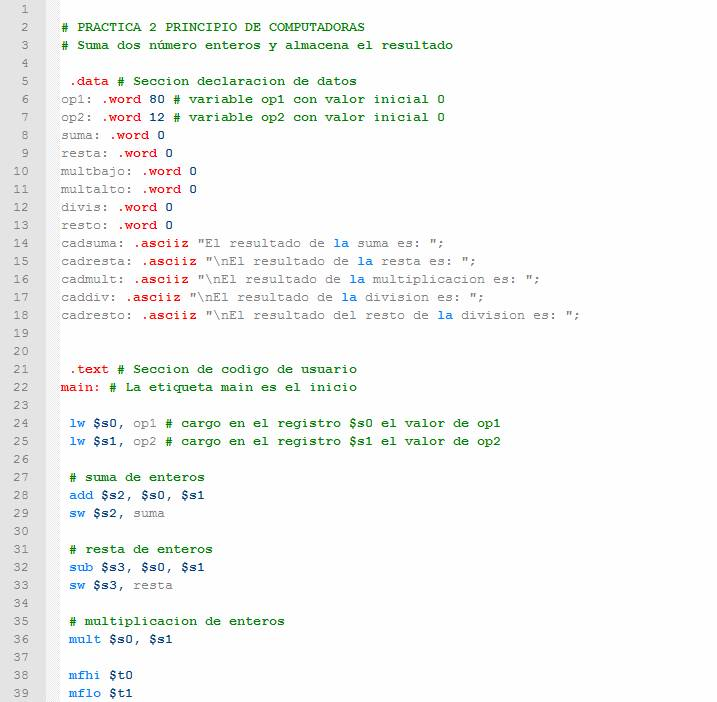 1
2 # PRACTICA 2 PRINCIPIO DE COMPUTADORAS
3 # Suma dos número enteros y almacena el resultado
4
5 .data # Seccion declaracion de datos
6 op1: .word 80 # variable op1 con valor inicial 0
7 op2: .word 12 # variable op2 con valor inicial 0
8 suma: .word 0
9 resta: .word 0
10 multbajo: .word 0
11 multalto: .word 0
12 divis: .word 0
13 resto: .word 0
14 cadsuma: .asciiz "El resultado de la suma es: ";
15 cadresta: .asciiz "\nEl resultado de la resta es: ";
16 cadmult: .asciiz "\nEl resultado de la multiplicacion es: ";
17 caddiv: .asciiz "\nEl resultado de la division es: ";
18 cadresto: .asciiz "\nEl resultado del resto de la division es: ";
19
20
21 .text # Seccion de codigo de usuario
22 main: # La etiqueta main es el inicio
23
24 lw $s0, op1 # cargo en el registro $s0 el valor de op1
25 lw $s1, op2 # cargo en el registro $s1 el valor de op2
26
27 # suma de enteros
28 add $s2, $s0, $s1
29 sw $s2, suma
30
31 # resta de enteros
32 sub $s3, $s0, $s1
33 sw $s3, resta
34
35 # multiplicacion de enteros
36 mult $s0, $s1
37
38 mfhi $t0
39 mflo $t1